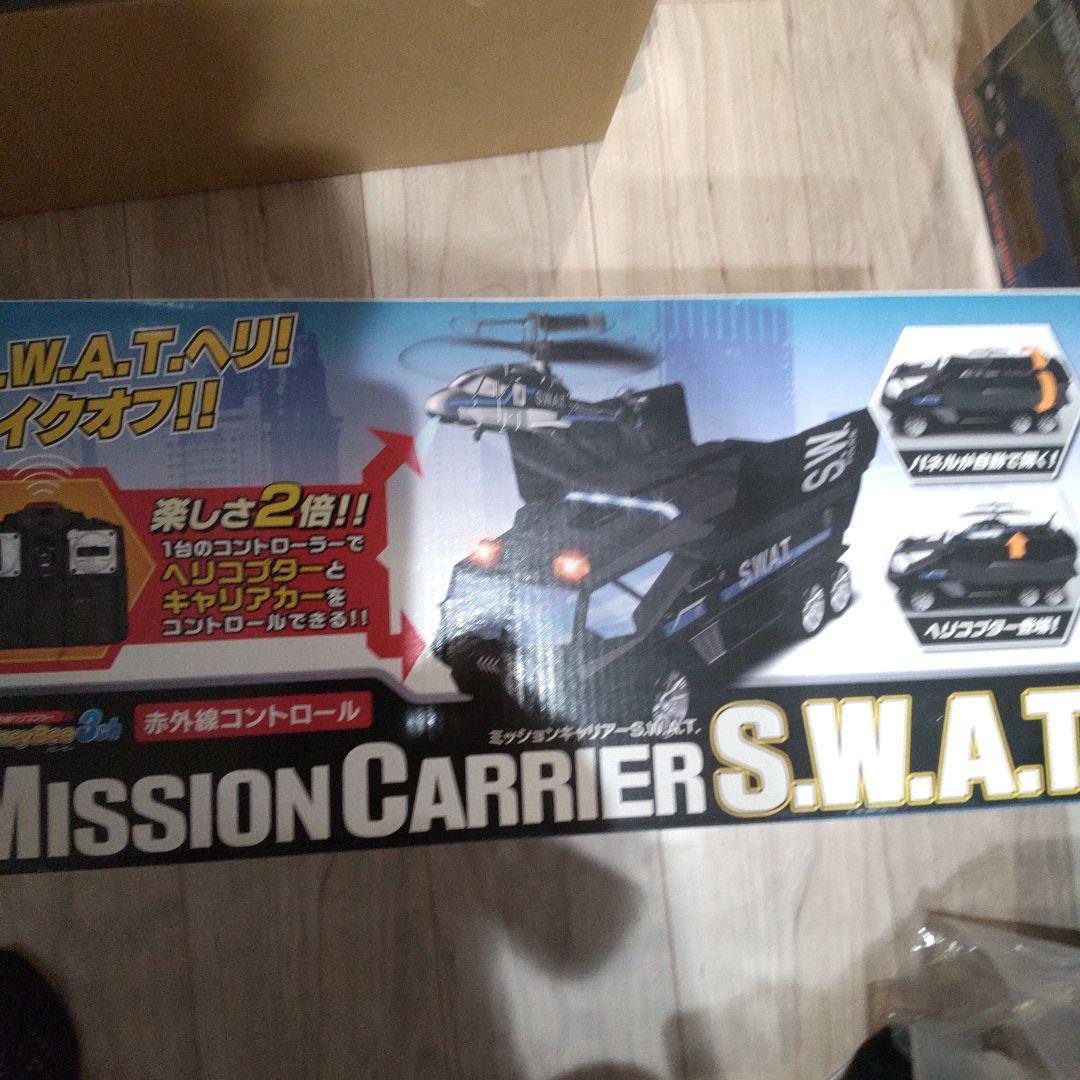 .W.A.T.ヘリ!
イクオフ!!
楽しさ2倍!!
1台のコントローラーで
ヘリコプターと
キャリアカーを
コントロールできる!!
S.W.A.T.
S.W.
S.W.A.T.
パネルが自動で開く!
ヘリコプター登場!
neyBee 3ch
赤外線コントロール
ミッションキャリアーS.W.A.T.
MISSION CARRIER S.W.A.T